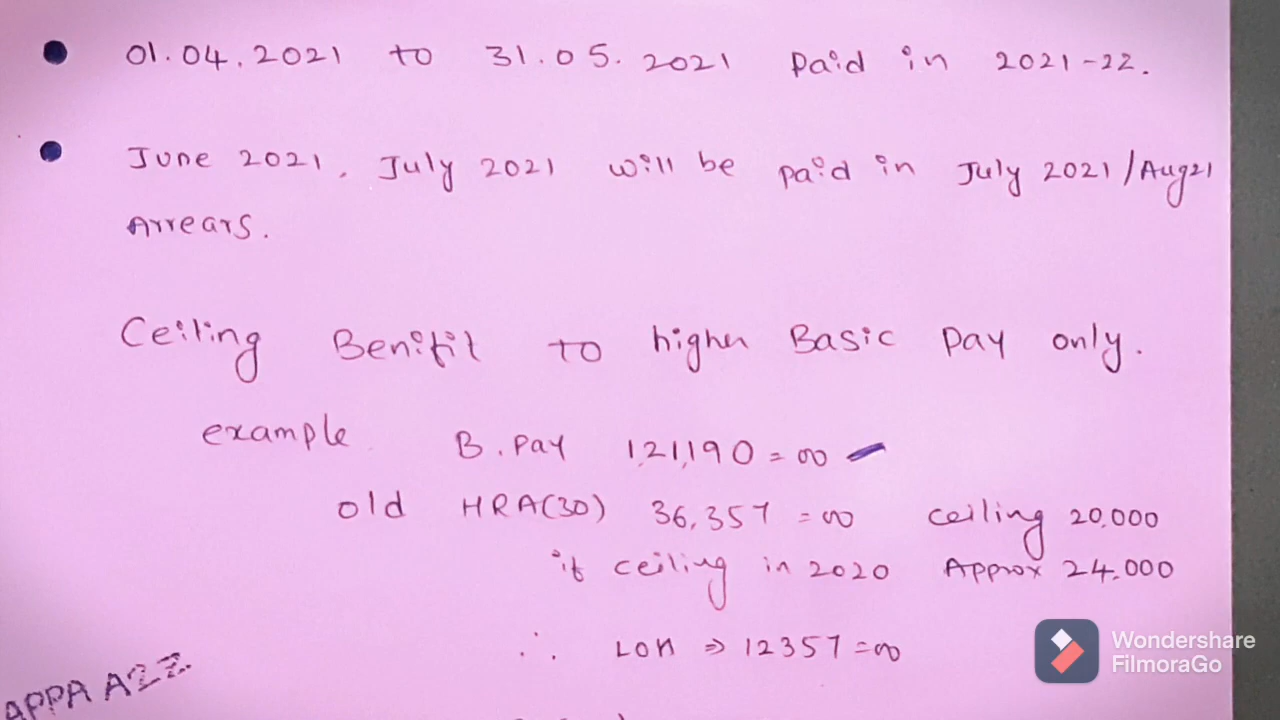 01.04.2021 to 31.05.2021 Paid in 2021-22.
June 2021, July 2021 will be paid in July 2021/Aug21
Arrears.
Ceiling Benifit to higher Basic Pay only.
example B.Pay 1,21,190=00
old HRA(30) 36,357=00 ceiling 20,000
if ceiling in 2020 Approx 24,000
∴ Lon ⇒ 12357=00
APPA A2Z
Wondershare
FilmoraGo